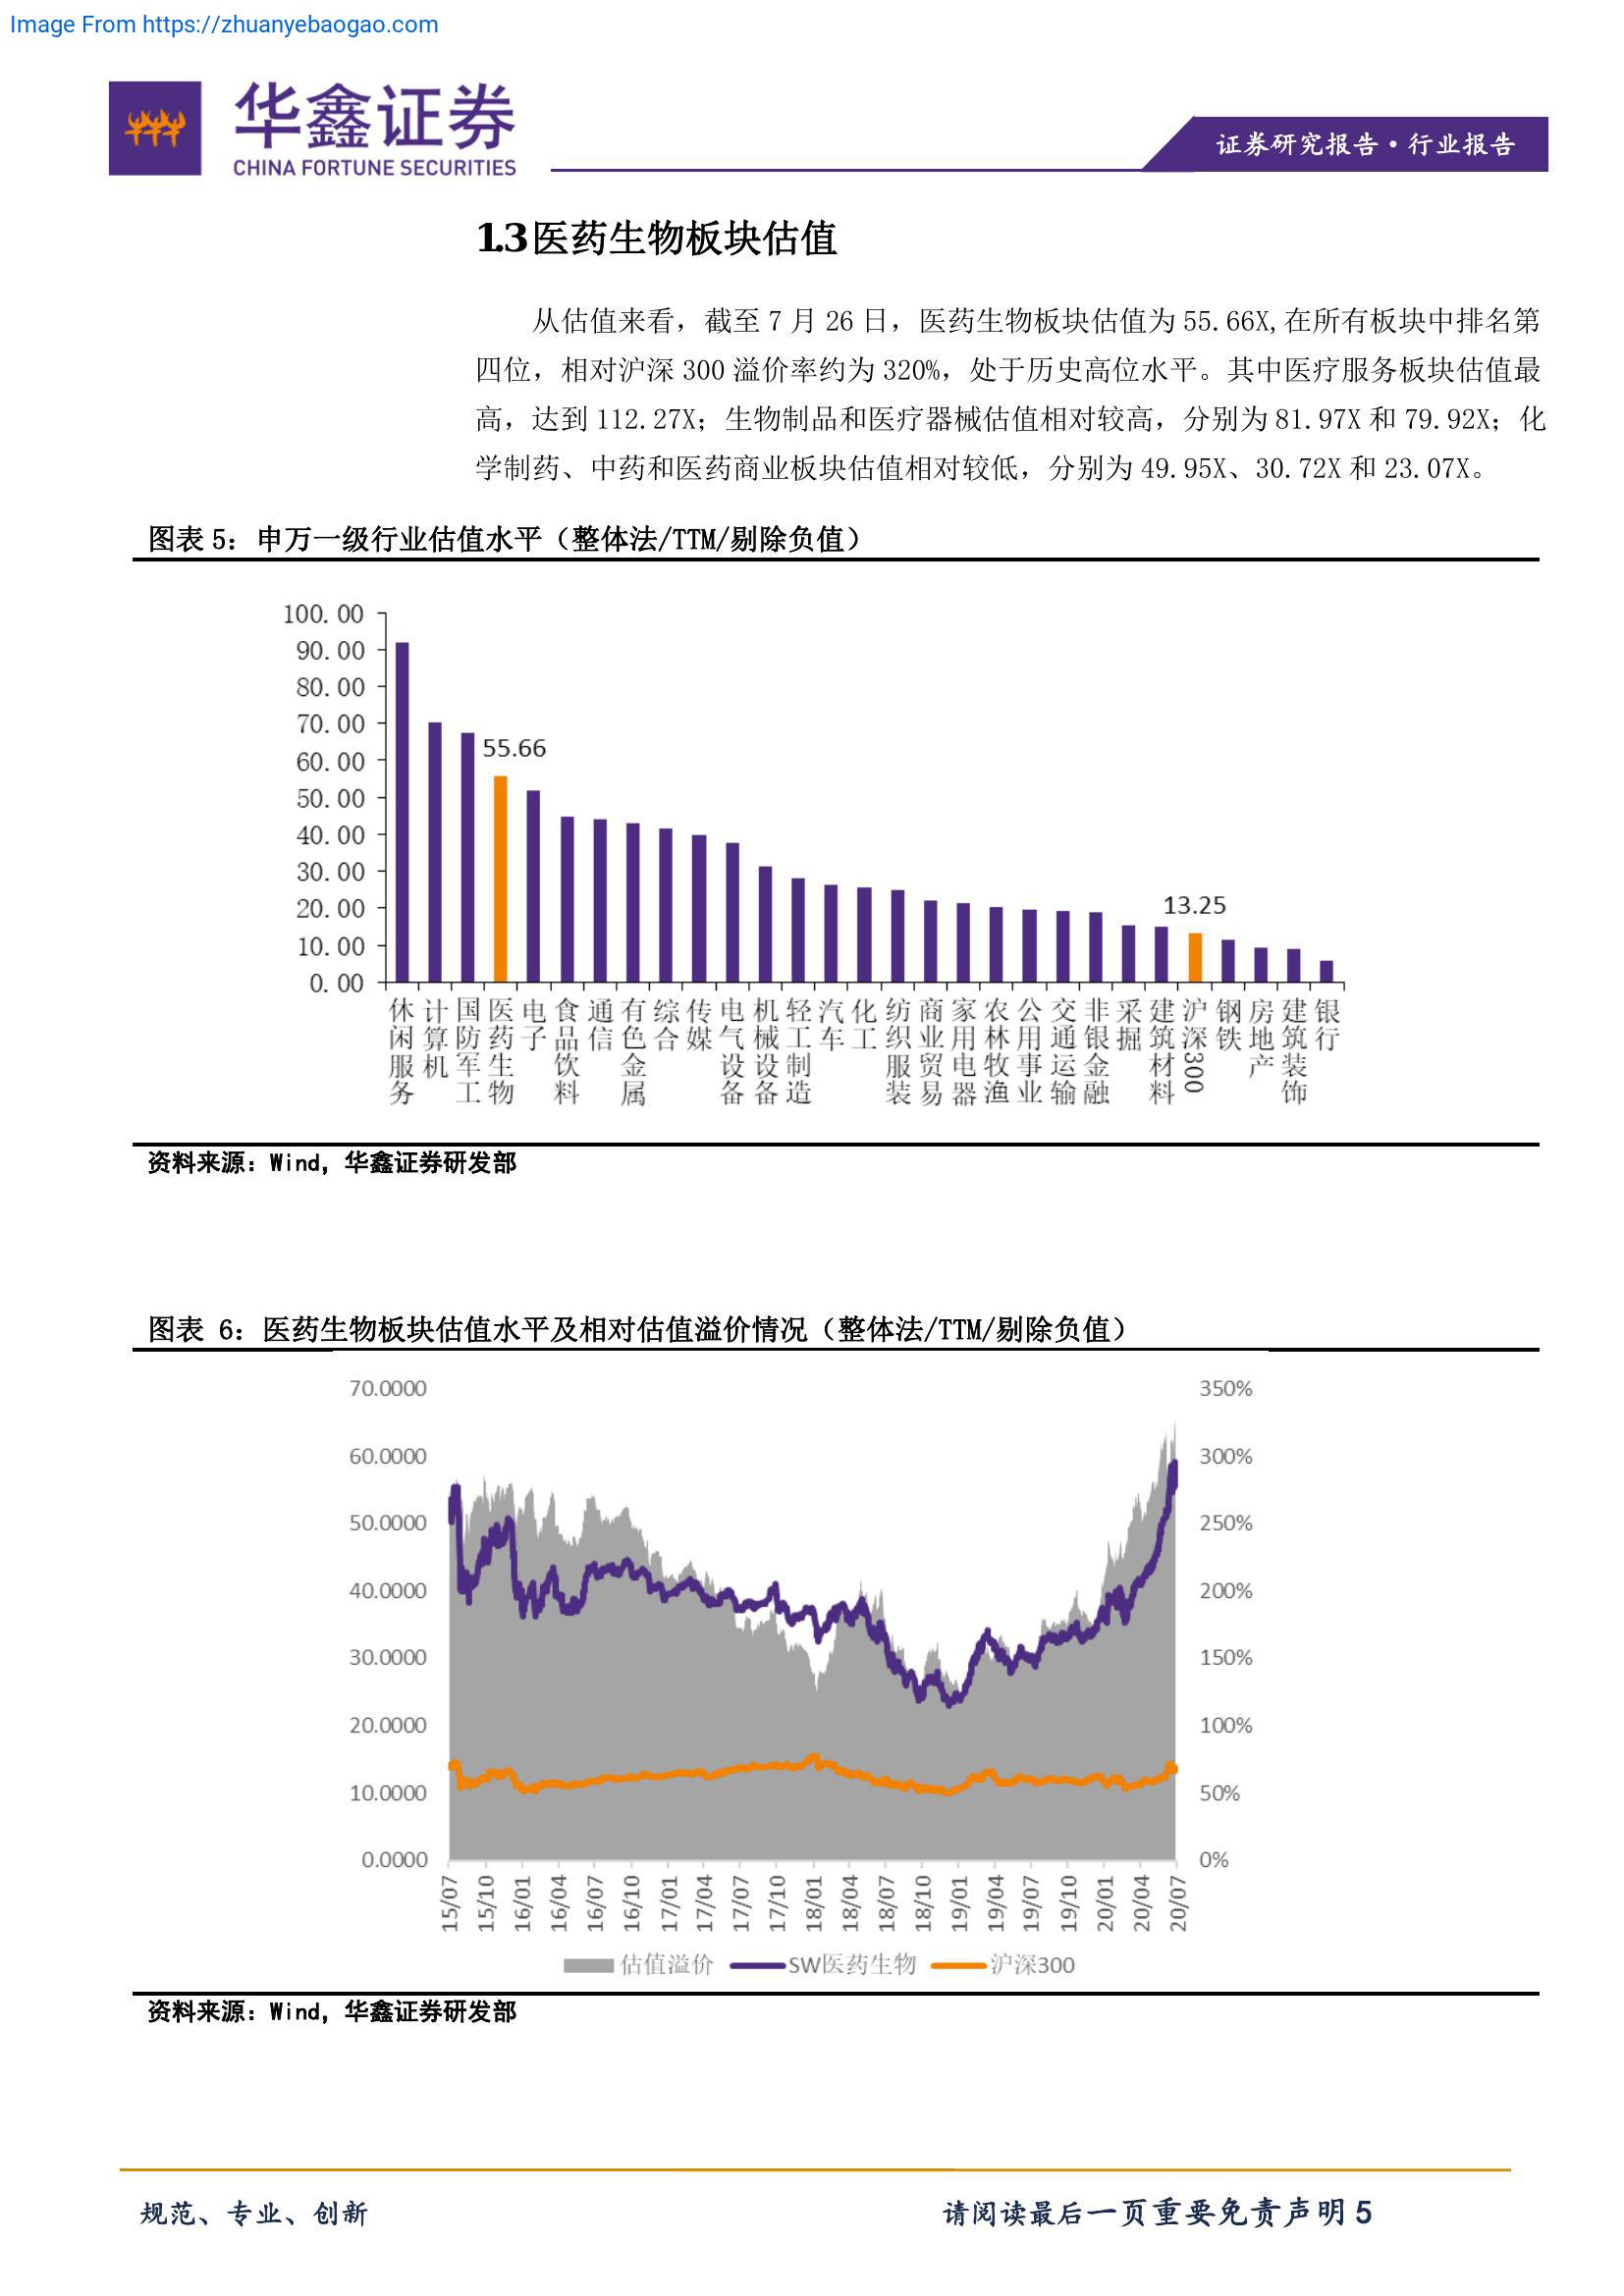 Image From https://zhuanyebaogao.com
华鑫证券
CHINA FORTUNE SECURITIES
证券研究报告·行业报告
1.3医药生物板块估值
从估值来看，截至 7 月 26 日，医药生物板块估值为 55.66X,在所有板块中排名第
四位，相对沪深 300 溢价率约为 320%，处于历史高位水平。其中医疗服务板块估值最
高，达到 112.27X；生物制品和医疗器械估值相对较高，分别为 81.97X 和 79.92X；化
学制药、中药和医药商业板块估值相对较低，分别为 49.95X、30.72X 和 23.07X。
图表 5：申万一级行业估值水平（整体法/TTM/剔除负值）
100.00
90.00
80.00
70.00
60.00
50.00
40.00
30.00
20.00
10.00
0.00
55.66
13.25
休闲服务
计算机
国防军工
医药生物
电子
食品饮料
通信
有色金属
综合
传媒
电气设备
机械设备
轻工制造
汽车
化工
纺织服装
商业贸易
家用电器
农林牧渔
公用事业
交通运输
非银金融
采掘
建筑材料
沪深300
钢铁
房地产
建筑装饰
银行
资料来源：Wind，华鑫证券研发部
图表 6：医药生物板块估值水平及相对估值溢价情况（整体法/TTM/剔除负值）
70.0000
60.0000
50.0000
40.0000
30.0000
20.0000
10.0000
0.0000
350%
300%
250%
200%
150%
100%
50%
0%
15/07
15/10
16/01
16/04
16/07
16/10
17/01
17/04
17/07
17/10
18/01
18/04
18/07
18/10
19/01
19/04
19/07
19/10
20/01
20/04
20/07
估值溢价 SW医药生物 沪深300
资料来源：Wind，华鑫证券研发部
规范、专业、创新
请阅读最后一页重要免责声明 5